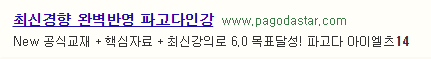 최신경향 완벽반영 파고다인강 www.pagodastar.com
New 공식교재 + 핵심자료 + 최신강의로 6,0 목표달성! 파고다 아이엘츠14